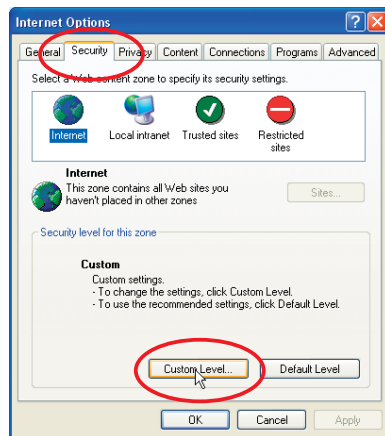 Internet Options
General Security Privacy Content Connections Programs Advanced
Select a Web content zone to specify its security settings.
Internet Local intranet Trusted sites Restricted
sites
Internet
This zone contains all Web sites you
haven't placed in other zones
Sites...
Security level for this zone
Custom
Custom settings.
- To change the settings, click Custom Level.
- To use the recommended settings, click Default Level.
Custom Level... Default Level
OK Cancel Apply